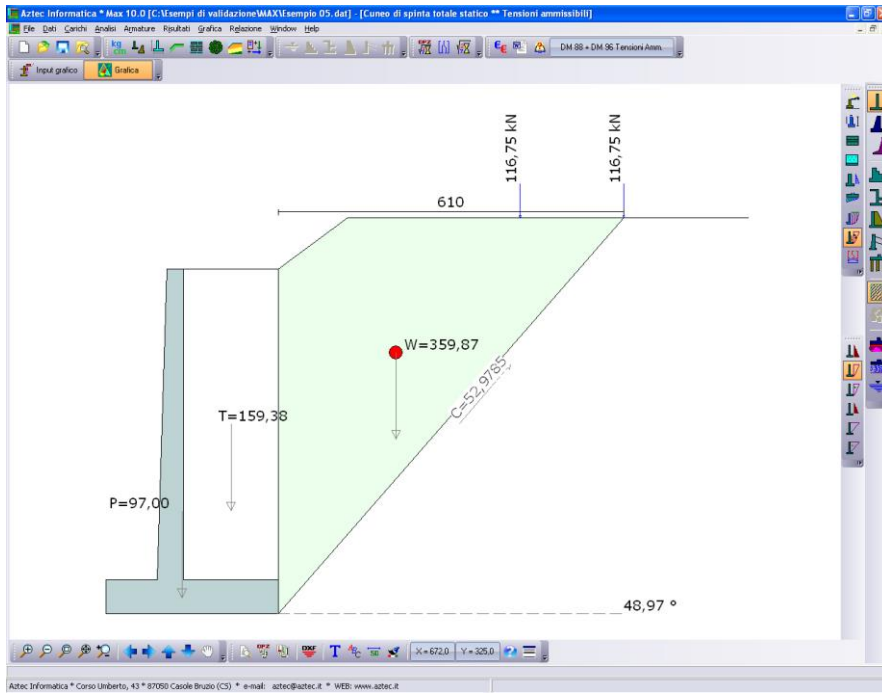 Aztec Informatica * Max 10.0 [C:\Esempi di validazione\MAX\Esempio 05.dat] - [Cuneo di spinta totale statico ** Tensioni ammissibili]
File Dati Carichi Analisi Armature Risultati Grafica Relazione Window Help
DM 88 + DM 96 Tensioni Amm.
Input grafico Grafica
116,75 kN 116,75 kN
610
W=359,87
C=52,9785
T=159,38
P=97,00
48,97 °
X=672,0 Y=325,0
Aztec Informatica * Corso Umberto, 43 * 87050 Casole Bruzio (CS) * e-mail: aztec@aztec.it * WEB: www.aztec.it